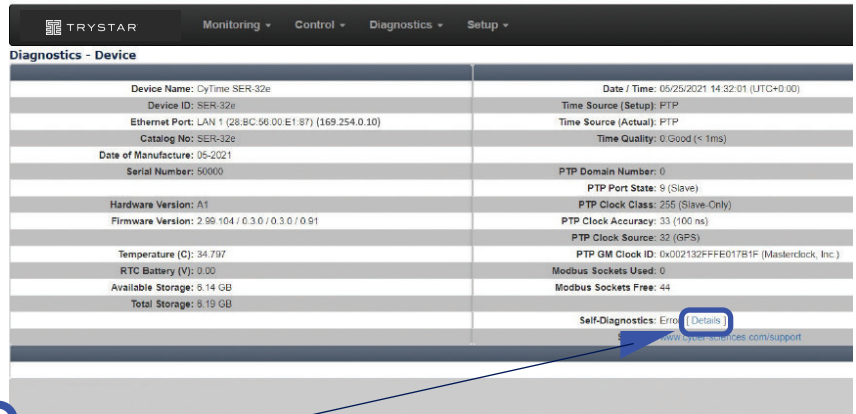 TRYSTAR Monitoring Control Diagnostics Setup
Diagnostics - Device
Device Name: CyTime SER-32e
Device ID: SER-32e
Ethernet Port: LAN 1 (28:BC:56:00:E1:87) (169.254.0.10)
Catalog No: SER-32e
Date of Manufacture: 05-2021
Serial Number: 50000
Hardware Version: A1
Firmware Version: 2.99.104 / 0.3.0 / 0.3.0 / 0.91
Temperature (C): 34.797
RTC Battery (V): 0.00
Available Storage: 6.14 GB
Total Storage: 6.19 GB
Date / Time: 05/25/2021 14:32:01 (UTC+0:00)
Time Source (Setup): PTP
Time Source (Actual): PTP
Time Quality: 0:Good (< 1ms)
PTP Domain Number: 0
PTP Port State: 9 (Slave)
PTP Clock Class: 255 (Slave-Only)
PTP Clock Accuracy: 33 (100 ns)
PTP Clock Source: 32 (GPS)
PTP GM Clock ID: 0x002132FFFE017B1F (Masterclock, Inc.)
Modbus Sockets Used: 0
Modbus Sockets Free: 44
Self-Diagnostics: Error [ Details ]
www.cyber-sciences.com/support